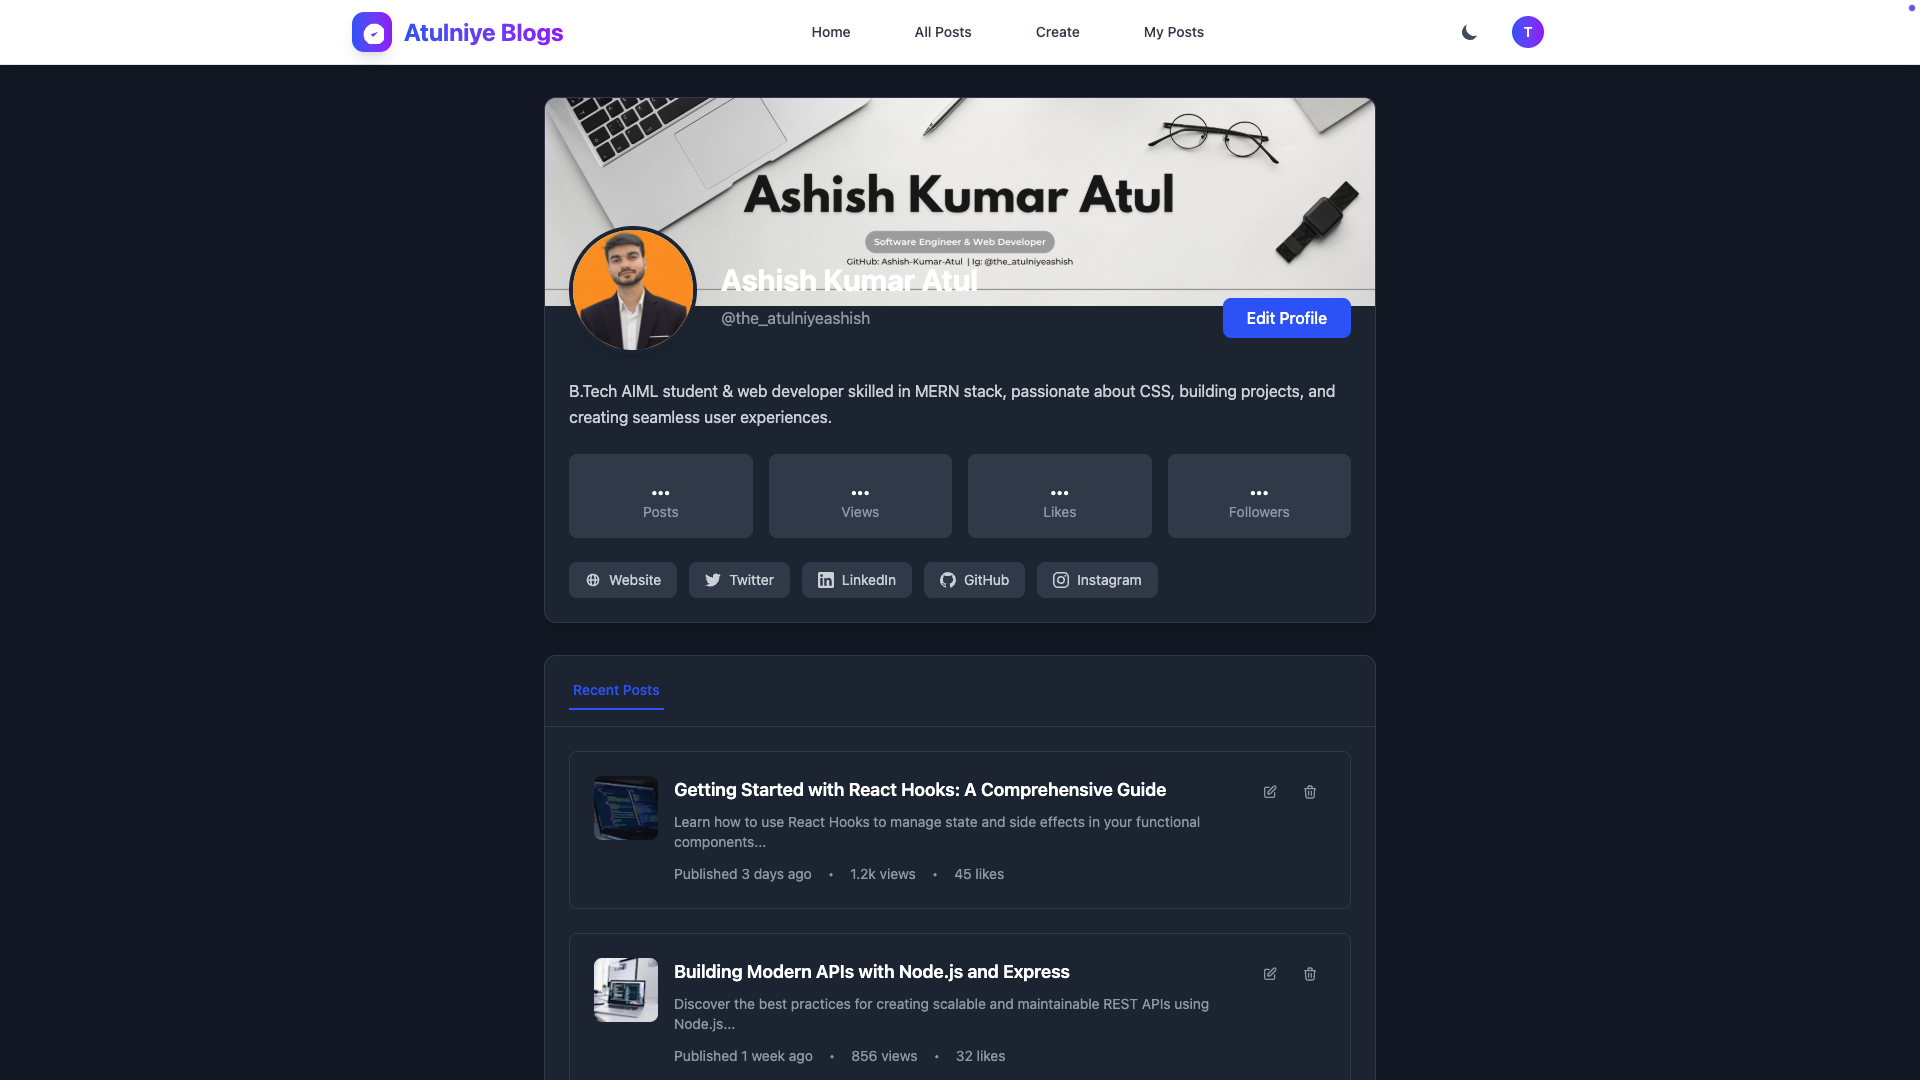 Atulniye Blogs
Home
All Posts
Create
My Posts
T
Ashish Kumar Atul
Software Engineer & Web Developer
GitHub: Ashish-Kumar-Atul | Ig: @the_atulniyeashish
Ashish Kumar Atul
@the_atulniyeashish
Edit Profile
B.Tech AIML student & web developer skilled in MERN stack, passionate about CSS, building projects, and
creating seamless user experiences.
...
Posts
...
Views
...
Likes
...
Followers
Website
Twitter
LinkedIn
GitHub
Instagram
Recent Posts
Getting Started with React Hooks: A Comprehensive Guide
Learn how to use React Hooks to manage state and side effects in your functional
components...
Published 3 days ago • 1.2k views • 45 likes
Building Modern APIs with Node.js and Express
Discover the best practices for creating scalable and maintainable REST APIs using
Node.js...
Published 1 week ago • 856 views • 32 likes